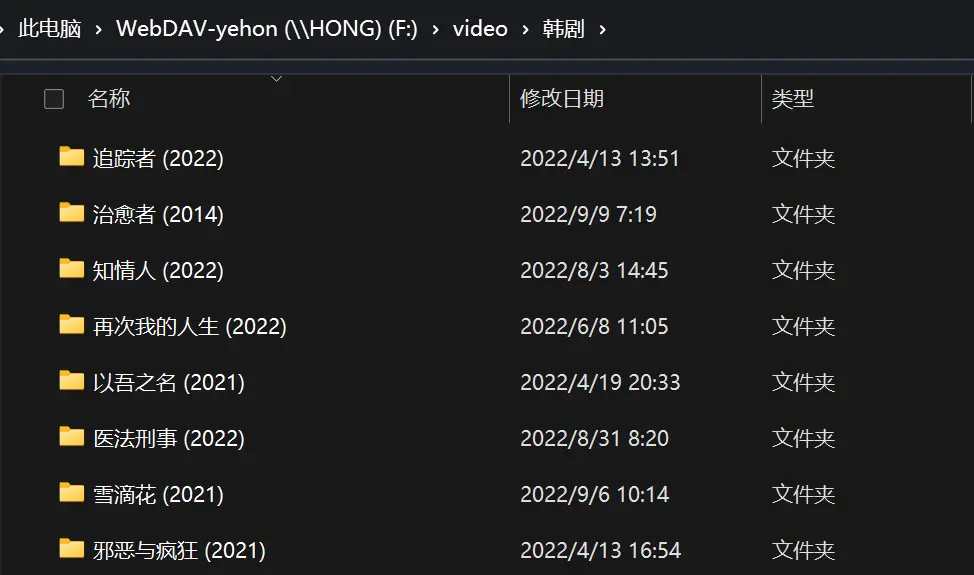 此电脑 › WebDAV-yehon (\\HONG) (F:) › video › 韩剧 ›
名称 修改日期 类型
追踪者 (2022) 2022/4/13 13:51 文件夹
治愈者 (2014) 2022/9/9 7:19 文件夹
知情人 (2022) 2022/8/3 14:45 文件夹
再次我的人生 (2022) 2022/6/8 11:05 文件夹
以吾之名 (2021) 2022/4/19 20:33 文件夹
医法刑事 (2022) 2022/8/31 8:20 文件夹
雪滴花 (2021) 2022/9/6 10:14 文件夹
邪恶与疯狂 (2021) 2022/4/13 16:54 文件夹